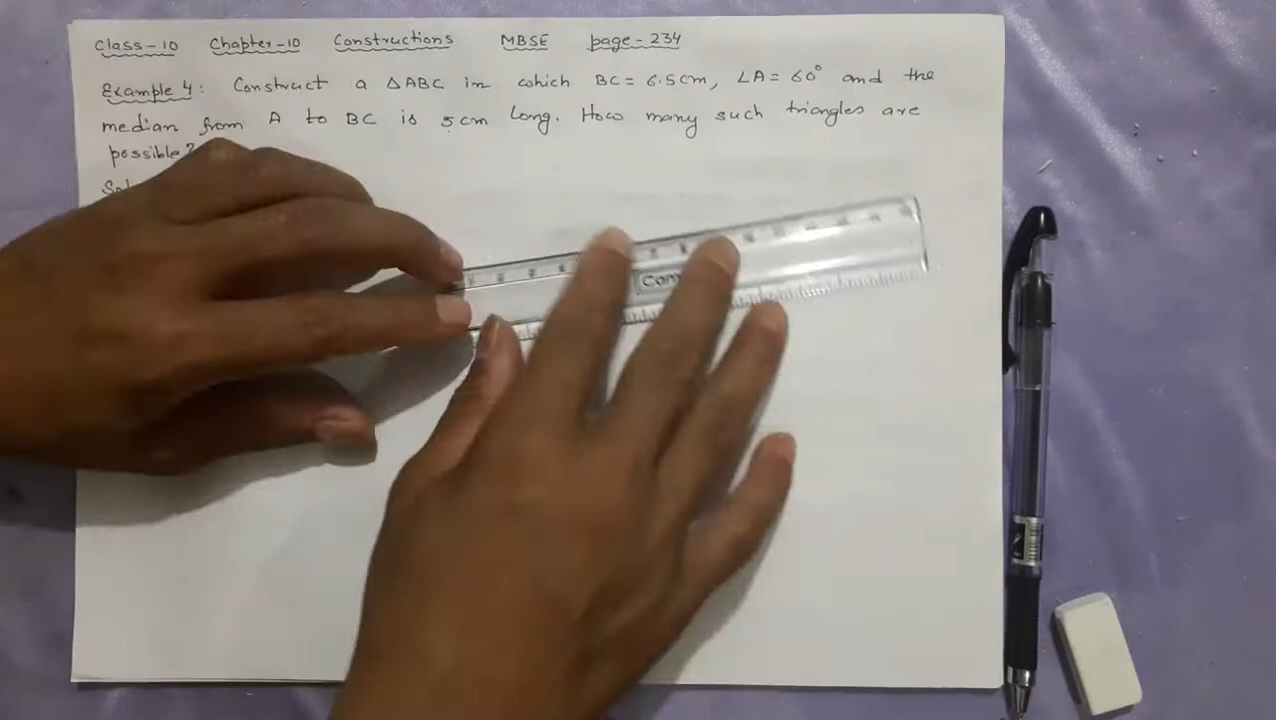 Class-10 Chapter-10 Constructions MBSE page-234
Example 4: Construct a △ABC in which BC = 6.5cm, ∠A = 60° and the
median from A to BC is 5cm long. How many such triangles are
possible?